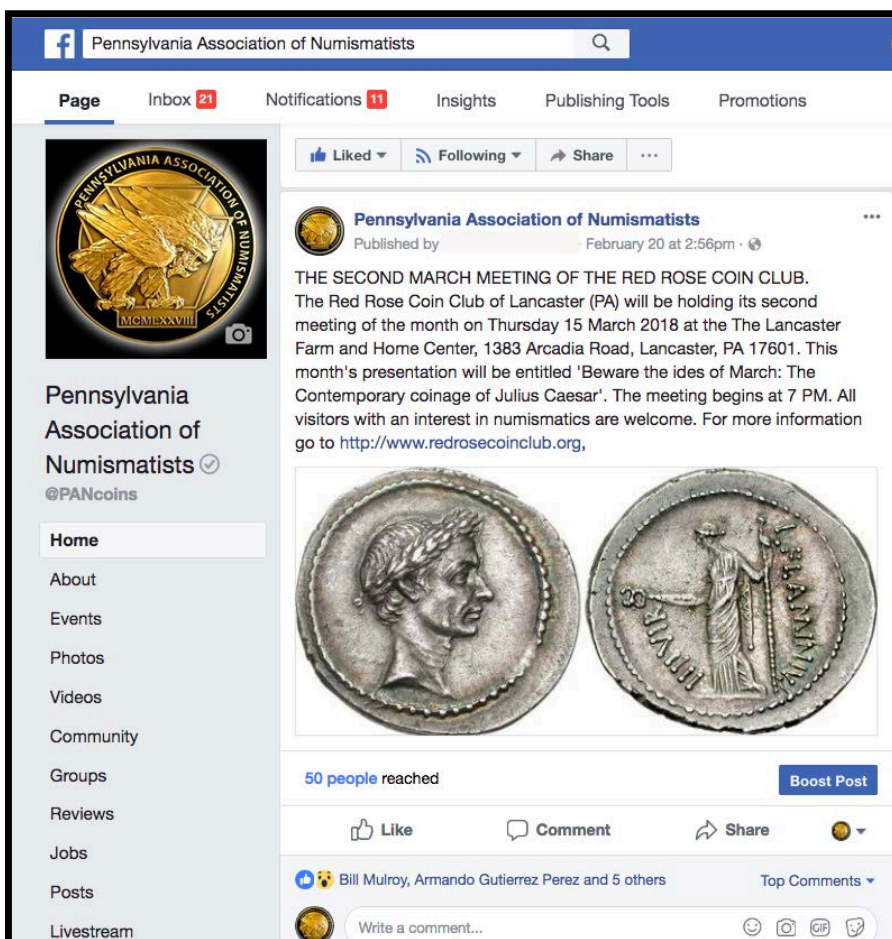 Pennsylvania Association of Numismatists
Page Inbox 21 Notifications 11 Insights Publishing Tools Promotions
PENNSYLVANIA ASSOCIATION OF NUMISMATISTS
MCMLXXVIII
Pennsylvania
Association of
Numismatists
@PANcoins
Home
About
Events
Photos
Videos
Community
Groups
Reviews
Jobs
Posts
Livestream
Liked Following Share
Pennsylvania Association of Numismatists
Published by February 20 at 2:56pm
THE SECOND MARCH MEETING OF THE RED ROSE COIN CLUB.
The Red Rose Coin Club of Lancaster (PA) will be holding its second
meeting of the month on Thursday 15 March 2018 at the The Lancaster
Farm and Home Center, 1383 Arcadia Road, Lancaster, PA 17601. This
month's presentation will be entitled 'Beware the ides of March: The
Contemporary coinage of Julius Caesar'. The meeting begins at 7 PM. All
visitors with an interest in numismatics are welcome. For more information
go to http://www.redrosecoinclub.org,
IIIIVIR
50 people reached
Boost Post
Like Comment Share
Bill Mulroy, Armando Gutierrez Perez and 5 others
Top Comments
Write a comment...
GIF